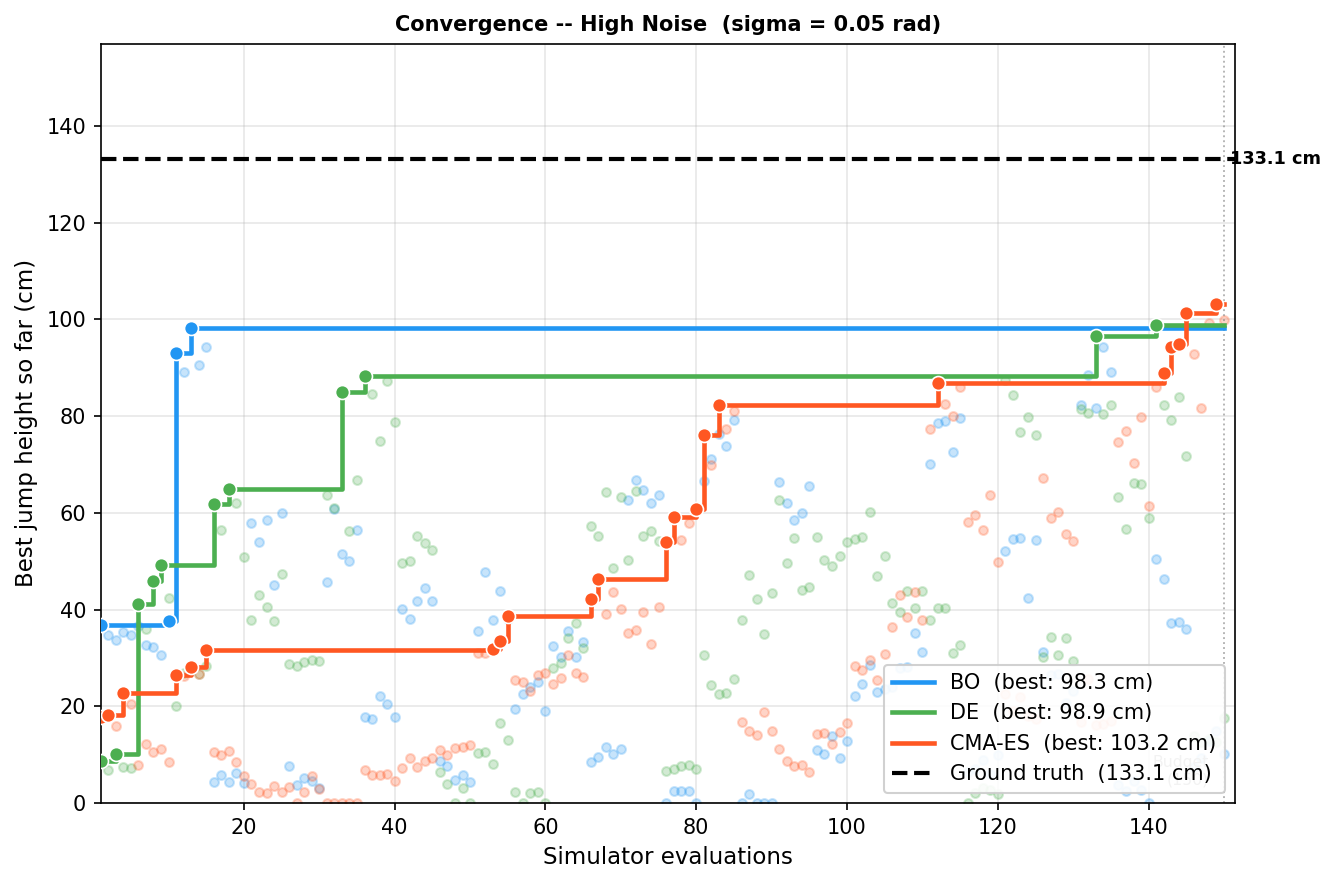 Convergence -- High Noise  (sigma = 0.05 rad)
Best jump height so far (cm)
140
120
100
80
60
40
20
0
133.1 cm
BO  (best: 98.3 cm)
DE  (best: 98.9 cm)
CMA-ES  (best: 103.2 cm)
Ground truth  (133.1 cm)
20
40
60
80
100
120
140
Simulator evaluations